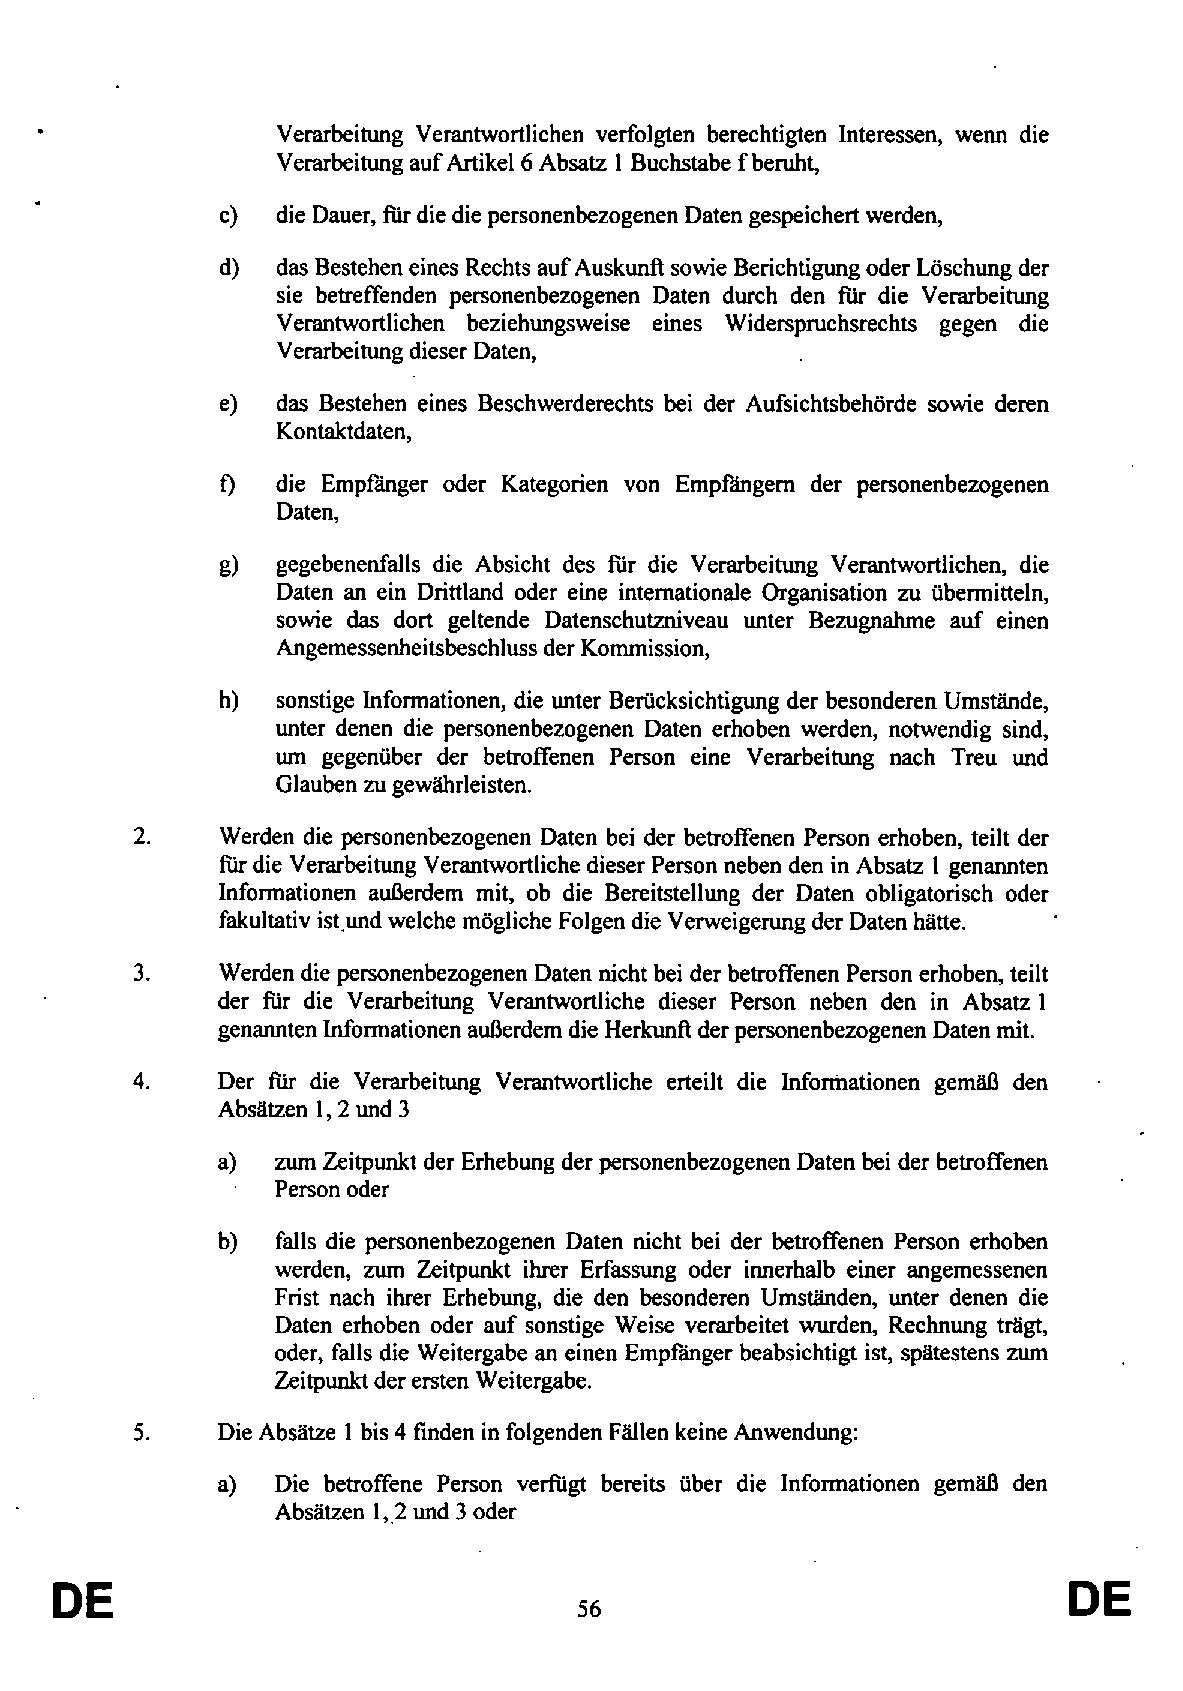 Verarbeitung Verantwortlichen verfolgten berechtigten Interessen, wenn die
Verarbeitung auf Artikel 6 Absatz 1 Buchstabe f beruht,
c) die Dauer, für die die personenbezogenen Daten gespeichert werden,
d) das Bestehen eines Rechts auf Auskunft sowie Berichtigung oder Löschung der
sie betreffenden personenbezogenen Daten durch den für die Verarbeitung
Verantwortlichen beziehungsweise eines Widerspruchsrechts gegen die
Verarbeitung dieser Daten,
e) das Bestehen eines Beschwerderechts bei der Aufsichtsbehörde sowie deren
Kontaktdaten,
f) die Empfänger oder Kategorien von Empfängern der personenbezogenen
Daten,
g) gegebenenfalls die Absicht des für die Verarbeitung Verantwortlichen, die
Daten an ein Drittland oder eine internationale Organisation zu übermitteln,
sowie das dort geltende Datenschutzniveau unter Bezugnahme auf einen
Angemessenheitsbeschluss der Kommission,
h) sonstige Informationen, die unter Berücksichtigung der besonderen Umstände,
unter denen die personenbezogenen Daten erhoben werden, notwendig sind,
um gegenüber der betroffenen Person eine Verarbeitung nach Treu und
Glauben zu gewährleisten.
2. Werden die personenbezogenen Daten bei der betroffenen Person erhoben, teilt der
für die Verarbeitung Verantwortliche dieser Person neben den in Absatz 1 genannten
Informationen außerdem mit, ob die Bereitstellung der Daten obligatorisch oder
fakultativ ist und welche mögliche Folgen die Verweigerung der Daten hätte.
3. Werden die personenbezogenen Daten nicht bei der betroffenen Person erhoben, teilt
der für die Verarbeitung Verantwortliche dieser Person neben den in Absatz 1
genannten Informationen außerdem die Herkunft der personenbezogenen Daten mit.
4. Der für die Verarbeitung Verantwortliche erteilt die Informationen gemäß den
Absätzen 1, 2 und 3
a) zum Zeitpunkt der Erhebung der personenbezogenen Daten bei der betroffenen
Person oder
b) falls die personenbezogenen Daten nicht bei der betroffenen Person erhoben
werden, zum Zeitpunkt ihrer Erfassung oder innerhalb einer angemessenen
Frist nach ihrer Erhebung, die den besonderen Umständen, unter denen die
Daten erhoben oder auf sonstige Weise verarbeitet wurden, Rechnung trägt,
oder, falls die Weitergabe an einen Empfänger beabsichtigt ist, spätestens zum
Zeitpunkt der ersten Weitergabe.
5. Die Absätze 1 bis 4 finden in folgenden Fällen keine Anwendung:
a) Die betroffene Person verfügt bereits über die Informationen gemäß den
Absätzen 1, 2 und 3 oder
DE 56 DE